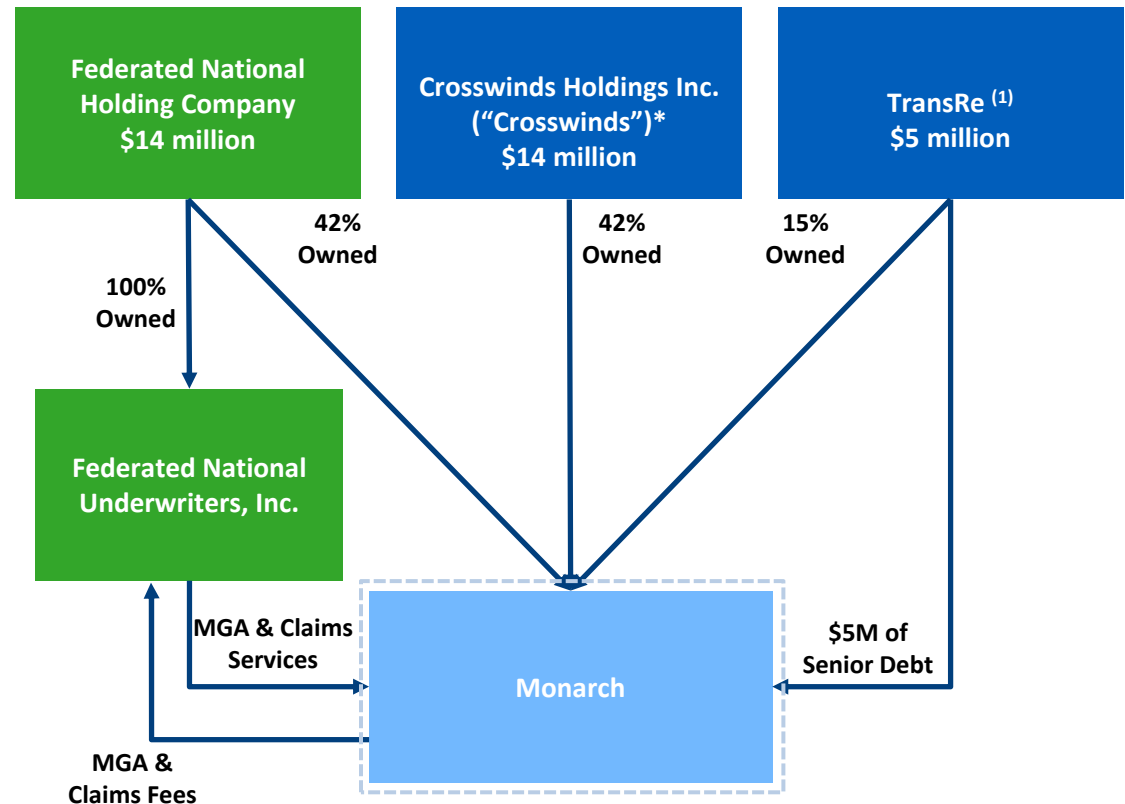 Federated National
Holding Company
$14 million
Crosswinds Holdings Inc.
(“Crosswinds”)*
$14 million
TransRe (1)
$5 million
42%
Owned
42%
Owned
15%
Owned
100%
Owned
Federated National
Underwriters, Inc.
MGA & Claims
Services
Monarch
$5M of
Senior Debt
MGA &
Claims Fees